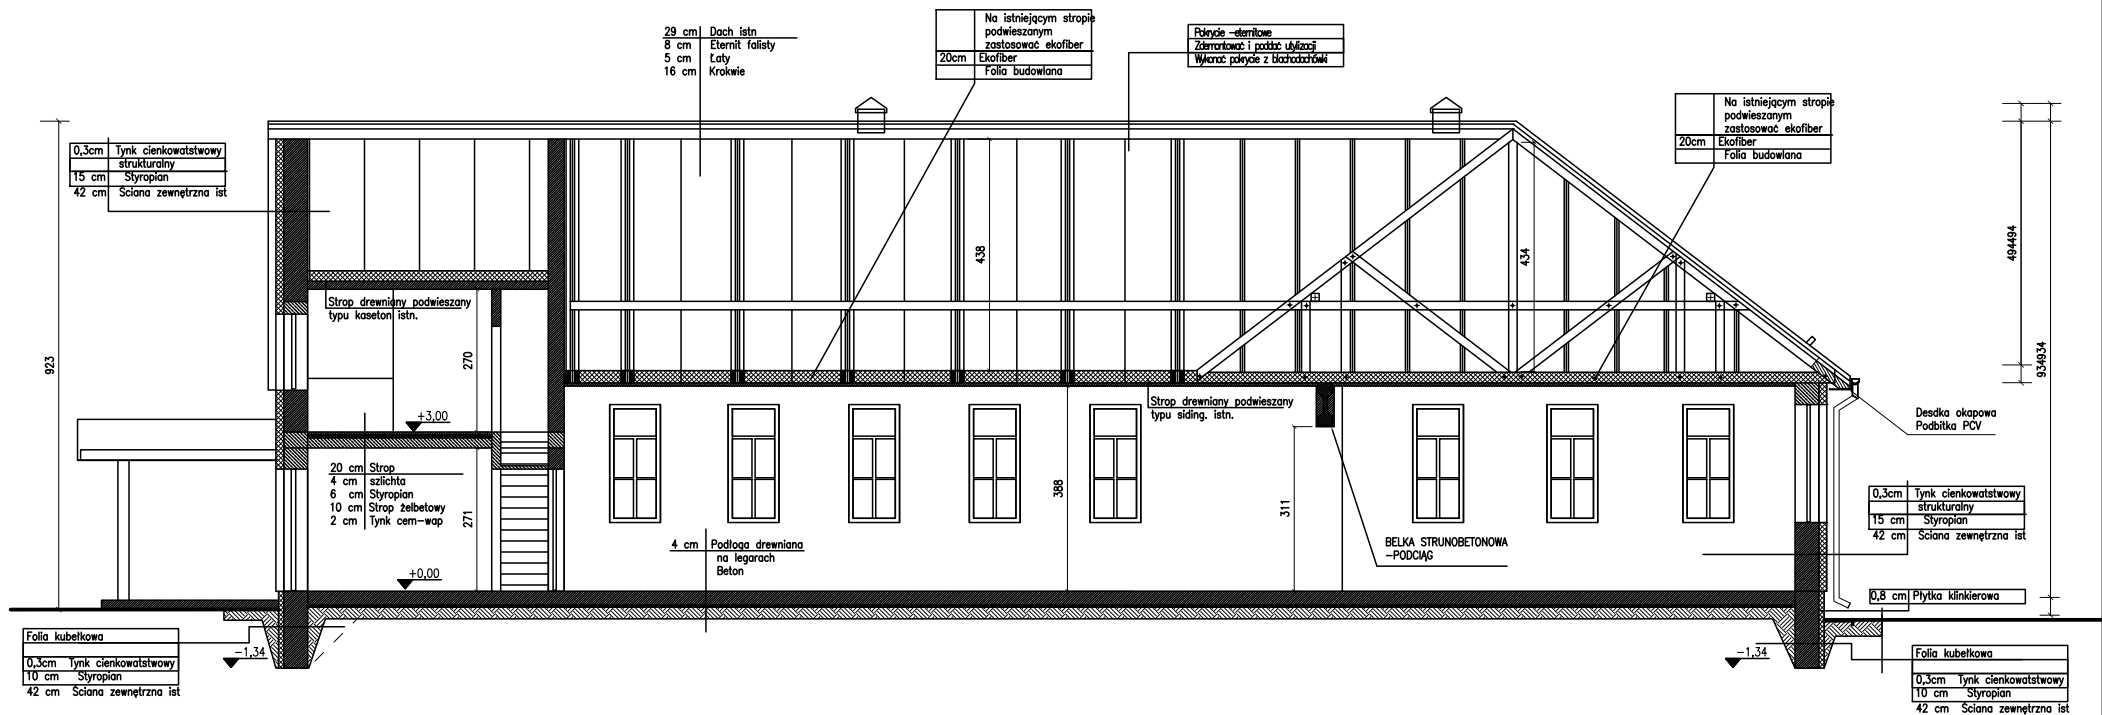 29 cm Dach istn
8 cm Eternit falisty
5 cm Łaty
16 cm Krokwie
Na istniejącym stropie
podwieszanym
zastosować ekofiber
20cm Ekofiber
Folia budowlana
Pokrycie -eternitowe
Zdemontować i poddać utylizacji
Wykonać pokrycie z blachodachówki
Na istniejącym stropie
podwieszanym
zastosować ekofiber
20cm Ekofiber
Folia budowlana
0,3cm Tynk cienkowatstwowy
strukturalny
15 cm Styropian
42 cm Ściana zewnętrzna ist
923
438
434
494494
934934
Strop drewniany podwieszany
typu kaseton istn.
270
+3,00
Strop drewniany podwieszany
typu siding. istn.
Desdka okapowa
Podbitka PCV
20 cm Strop
4 cm szlichta
6 cm Styropian
10 cm Strop żelbetowy
2 cm Tynk cem-wap
271
388
311
+0,00
4 cm Podłoga drewniana
na legarach
Beton
BELKA STRUNOBETONOWA
-PODCIĄG
0,3cm Tynk cienkowatstwowy
strukturalny
15 cm Styropian
42 cm Ściana zewnętrzna ist
0,8 cm Płytka klinkierowa
Folia kubełkowa
0,3cm Tynk cienkowatstwowy
10 cm Styropian
42 cm Ściana zewnętrzna ist
-1,34
-1,34
Folia kubełkowa
0,3cm Tynk cienkowatstwowy
10 cm Styropian
42 cm Ściana zewnętrzna ist